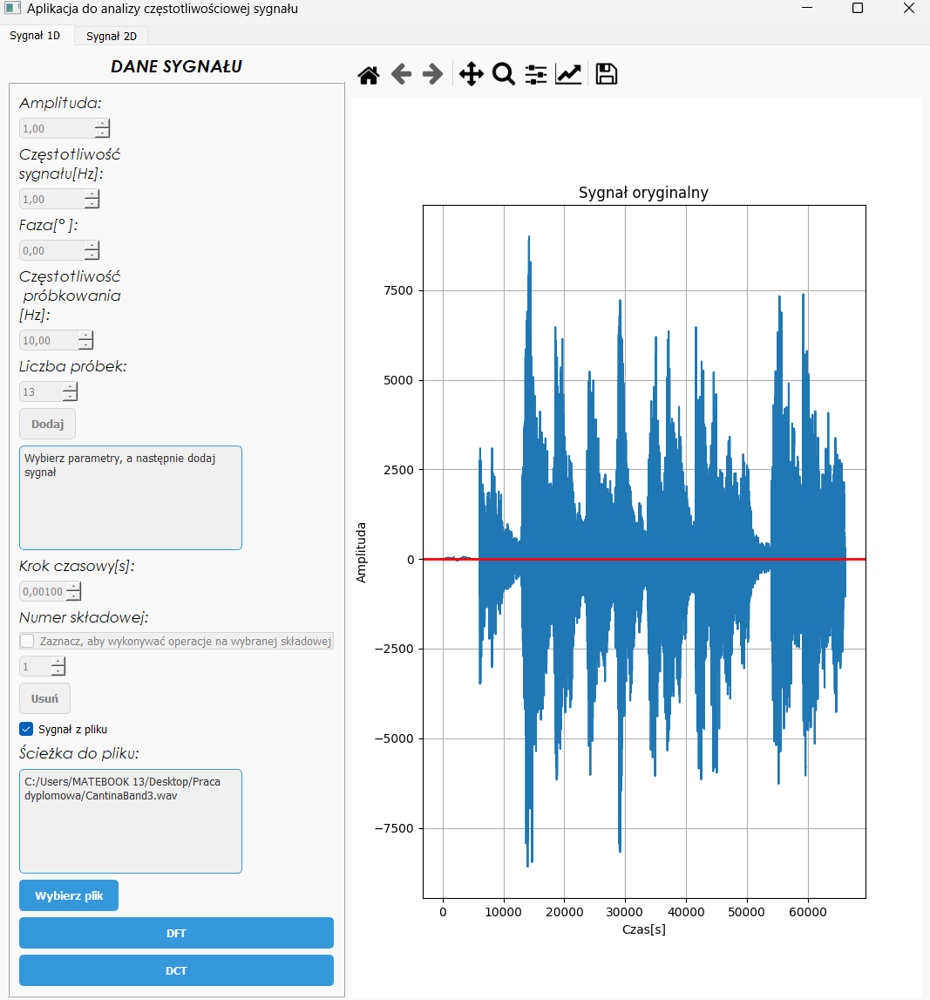 Aplikacja do analizy częstotliwościowej sygnału
Sygnał 1D
Sygnał 2D
DANE SYGNAŁU
Amplituda:
1,00
Częstotliwość
sygnału[Hz]:
1,00
Faza[° ]:
0,00
Częstotliwość
próbkowania
[Hz]:
10,00
Liczba próbek:
13
Dodaj
Wybierz parametry, a następnie dodaj
sygnał
Krok czasowy[s]:
0,00100
Numer składowej:
Zaznacz, aby wykonywać operacje na wybranej składowej
1
Usuń
Sygnał z pliku
Ścieżka do pliku:
C:/Users/MATEBOOK 13/Desktop/Praca
dyplomowa/CantinaBand3.wav
Wybierz plik
DFT
DCT
Sygnał oryginalny
7500
5000
2500
0
−2500
−5000
−7500
Amplituda
0 10000 20000 30000 40000 50000 60000
Czas[s]